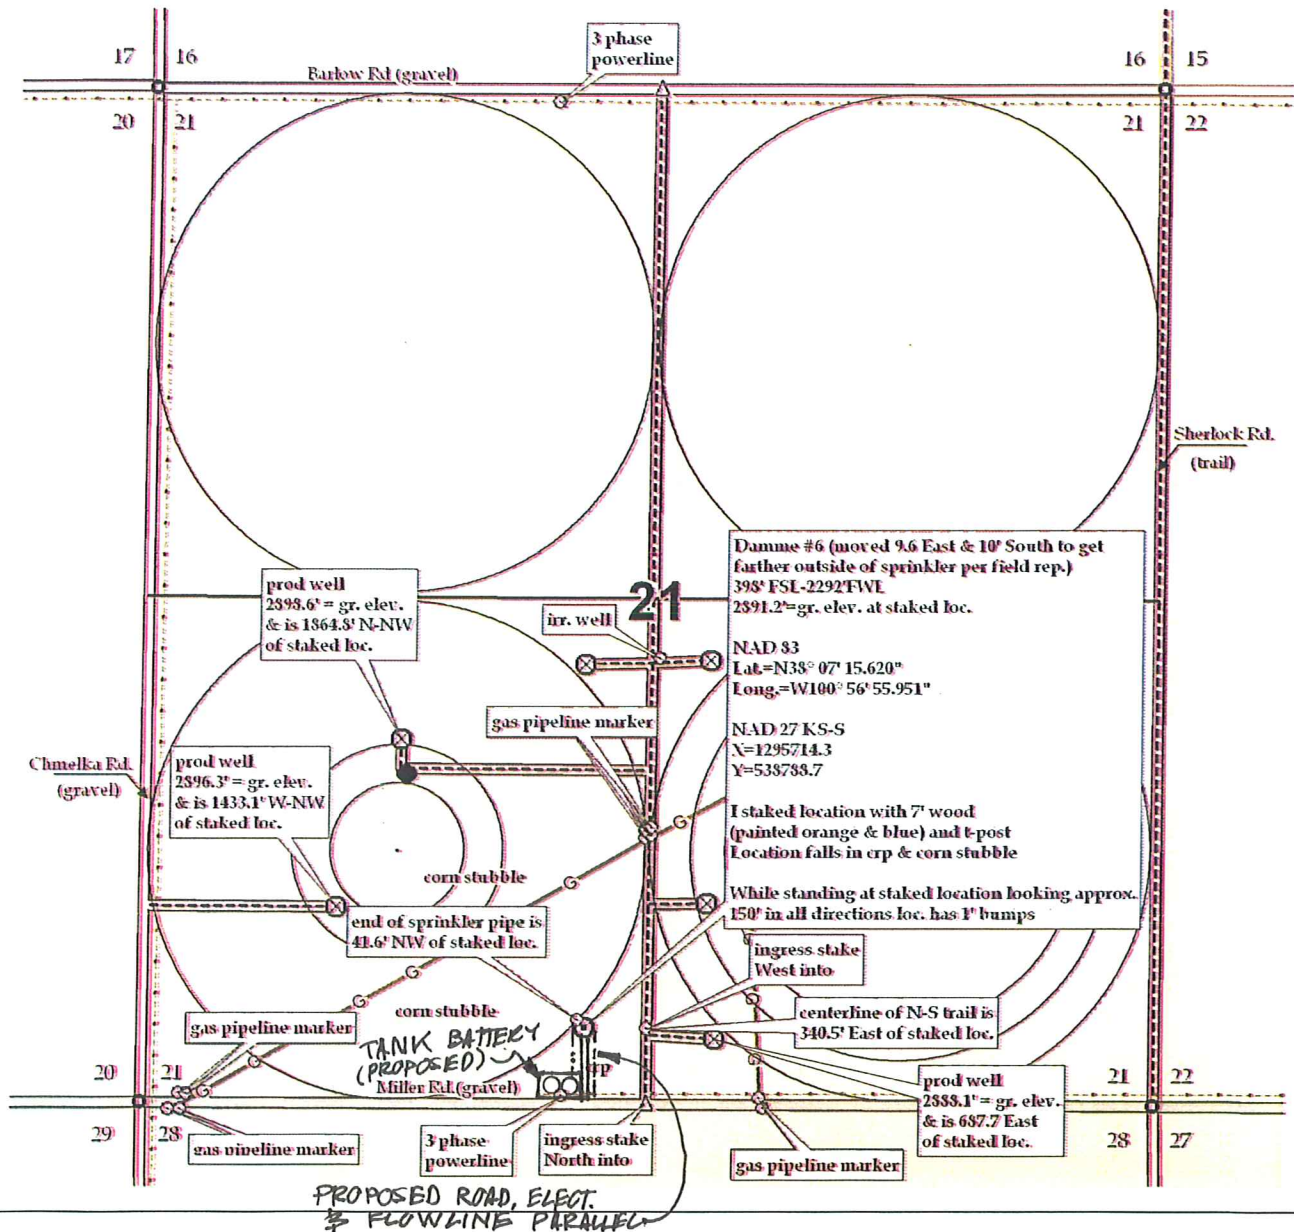 3 phase
powerline
17 16
16 15
Barlow Rd (gravel)
20 21
21 22
Sherlock Rd.
(trail)
Damme #6 (moved 9.6 East & 10' South to get
farther outside of sprinkler per field rep.)
398' FSL-2292'FWL
2891.2'=gr. elev. at staked loc.
NAD 83
Lat.=N38° 07' 15.620"
Long.=W100° 56' 55.951"
NAD 27 KS-S
X=1295714.3
Y=538788.7
I staked location with 7' wood
(painted orange & blue) and t-post
Location falls in crp & corn stubble
While standing at staked location looking approx.
150' in all directions loc. has 1" bumps
21
prod well
2898.6' = gr. elev.
& is 1864.8' N-NW
of staked loc.
irr. well
gas pipeline marker
Chmelka Rd.
(gravel)
prod well
2896.3' = gr. elev.
& is 1433.1' W-NW
of staked loc.
G
corn stubble
G
end of sprinkler pipe is
41.6' NW of staked loc.
ingress stake
West into
G
G
G
centerline of N-S trail is
340.5' East of staked loc.
corn stubble
gas pipeline marker
TANK BATTERY
(PROPOSED)
crp
G
G
20 21
G
Miller Rd.(gravel)
prod well
2888.1' = gr. elev.
& is 687.7 East
of staked loc.
21 22
29 28
28 27
gas pipeline marker
3 phase
powerline
ingress stake
North into
gas pipeline marker
PROPOSED ROAD, ELECT.
& FLOWLINE PARALLEL